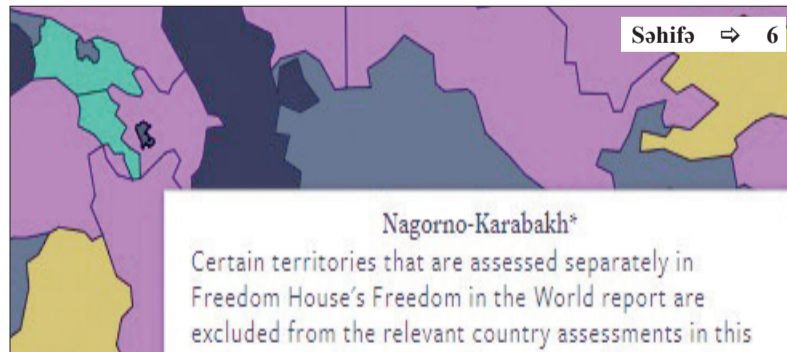 Səhifə ⇨ 6
Nagorno-Karabakh*
Certain territories that are assessed separately in
Freedom House's Freedom in the World report are
excluded from the relevant country assessments in this